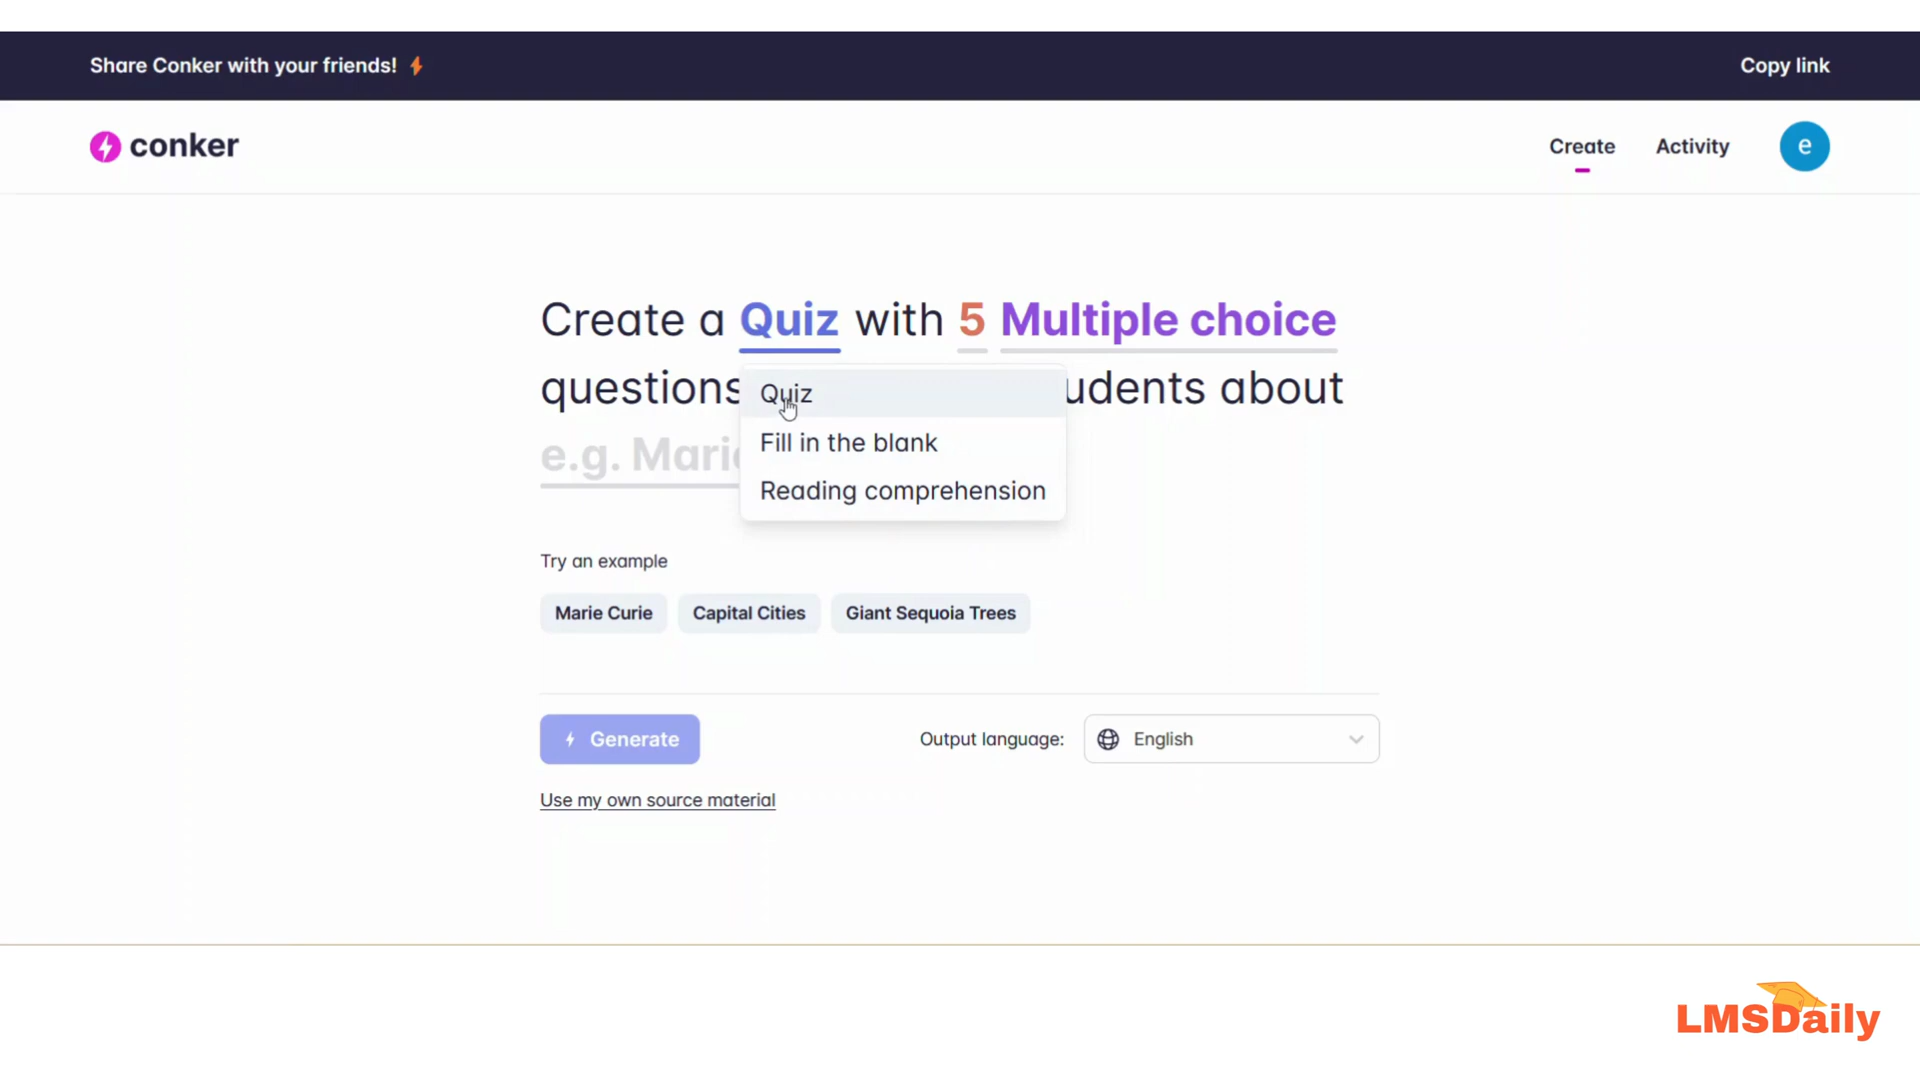 Share Conker with your friends!
Copy link
conker
Create
Activity
e
Create a Quiz with 5 Multiple choice
questions udents about
e.g. Marie
Quiz
Fill in the blank
Reading comprehension
Try an example
Marie Curie
Capital Cities
Giant Sequoia Trees
Generate
Output language:
English
Use my own source material
LMSDaily